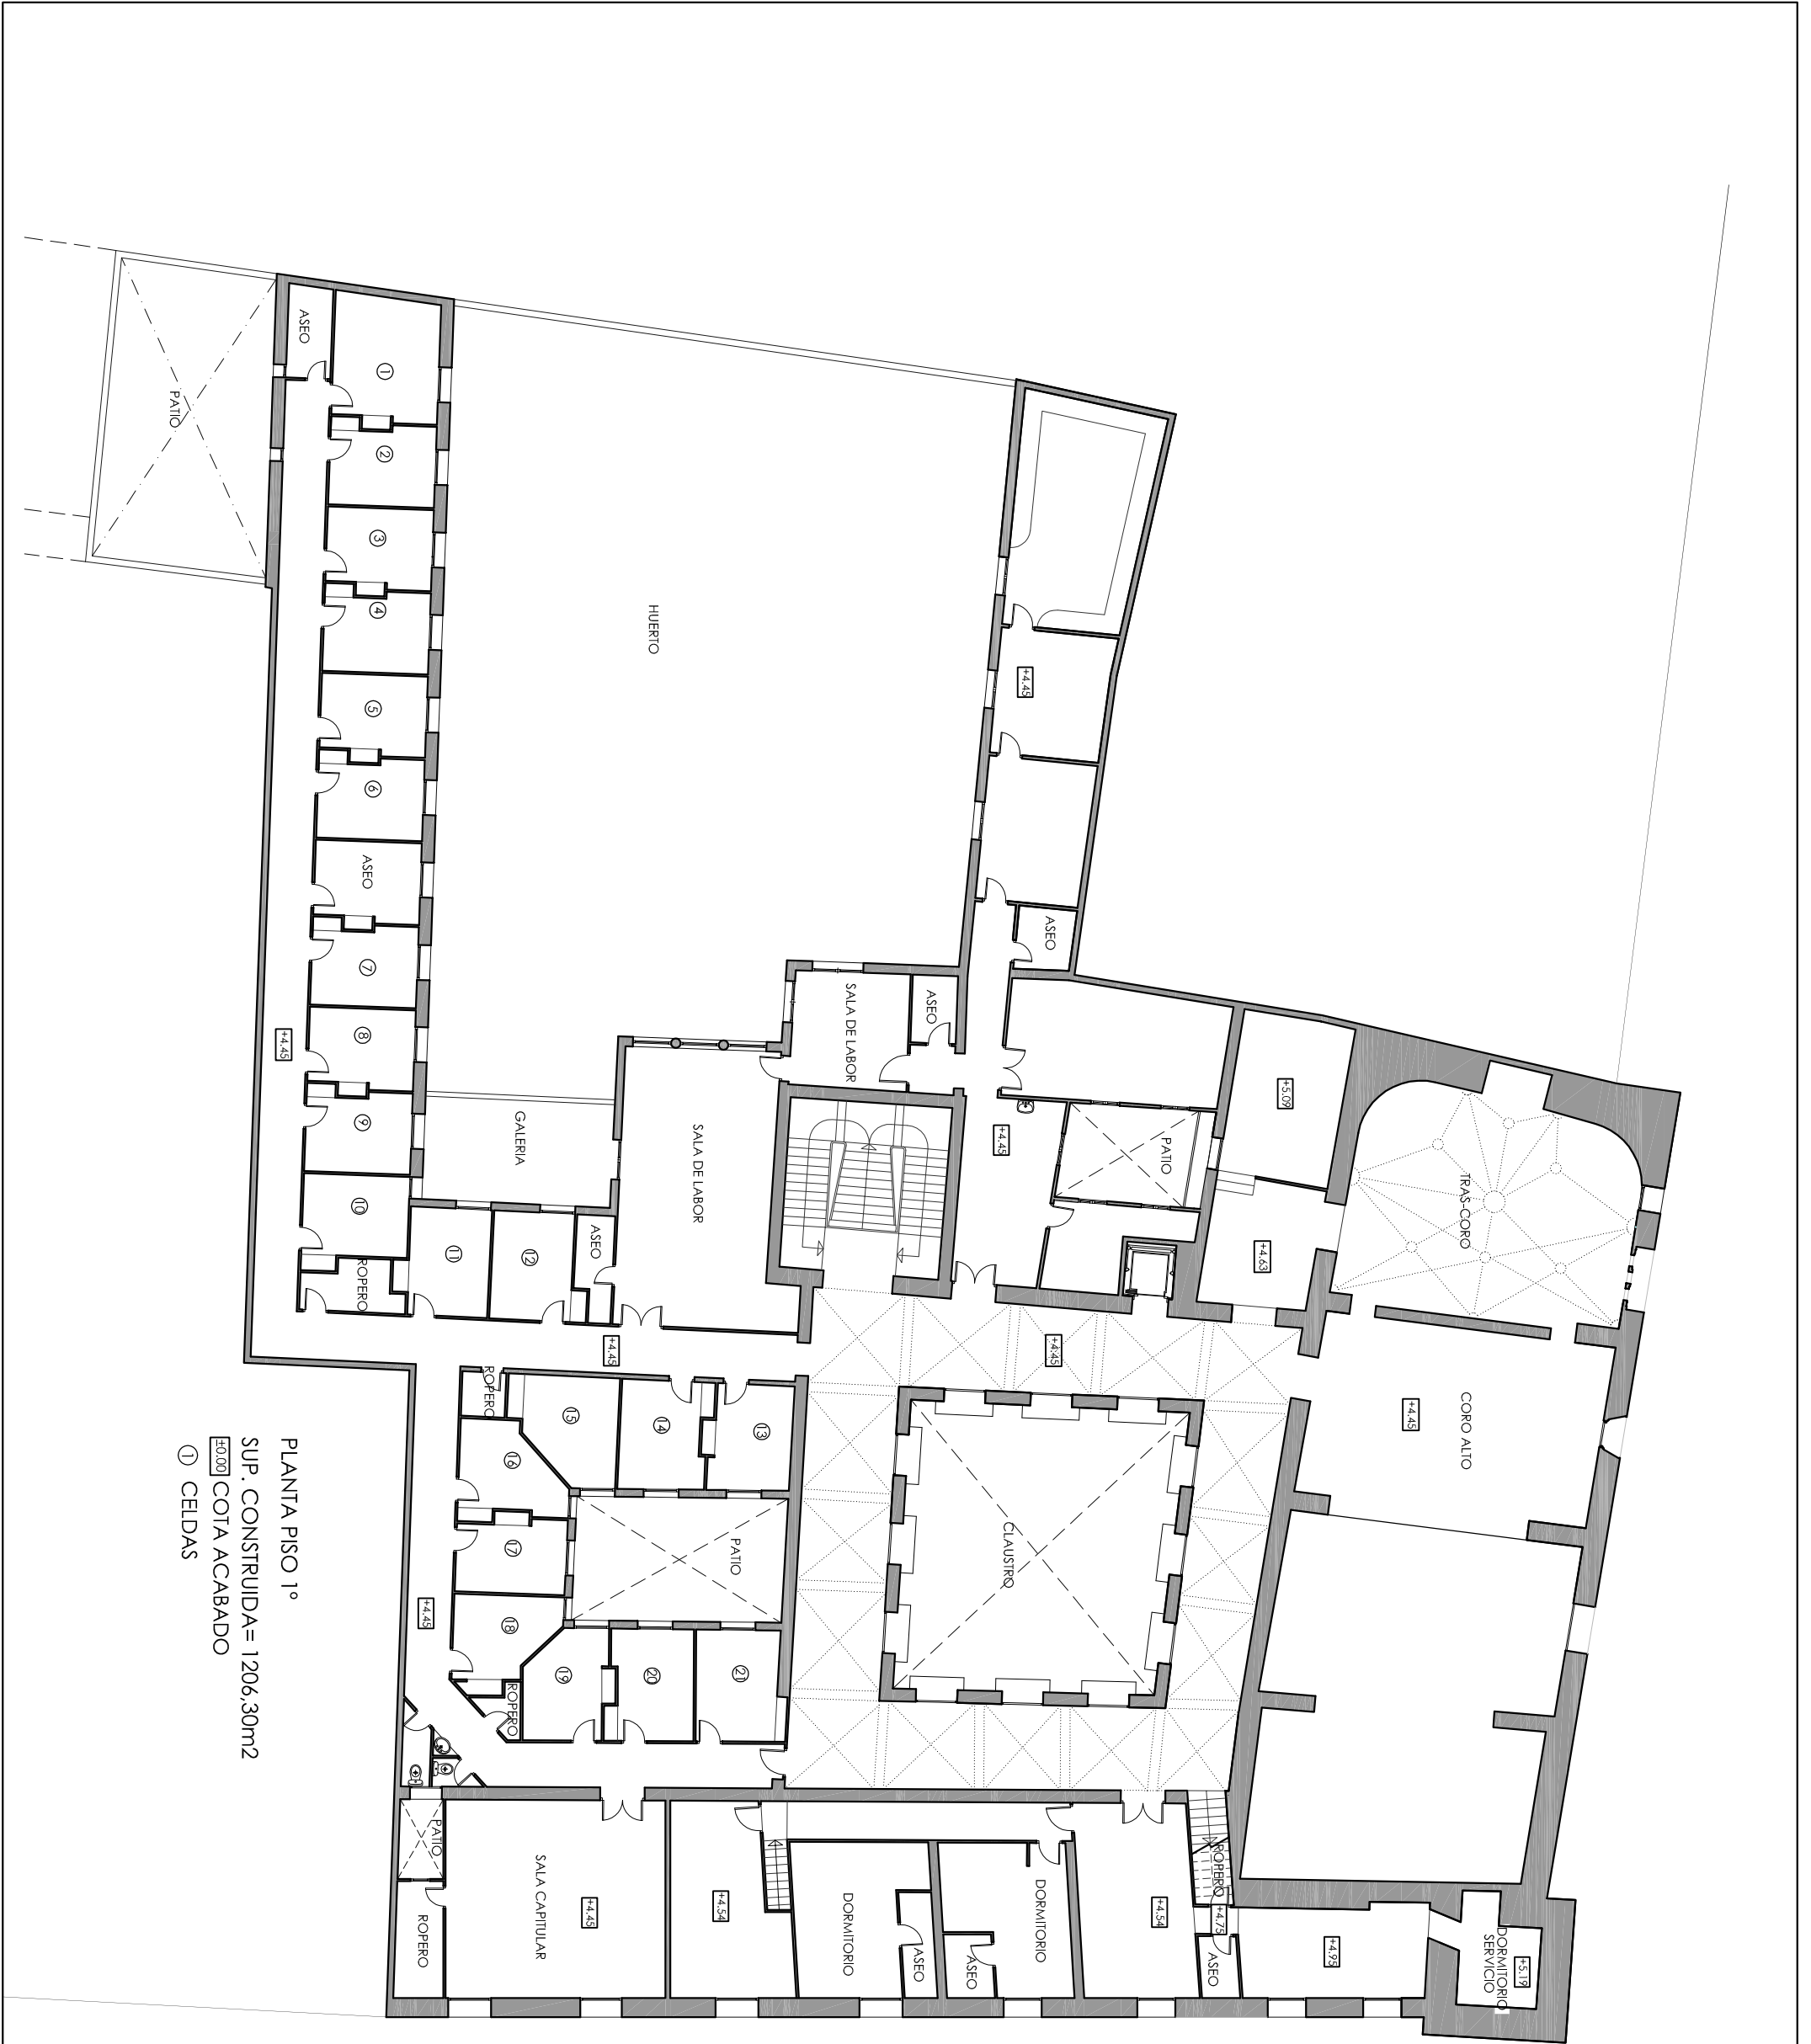 PLANTA PISO 1º
SUP. CONSTRUIDA= 1206,30m2
±0.00 COTA ACABADO
1 CELDAS
TRAS-CORO
CORO ALTO
+5.09
+4.63
+4.45
DORMITORIO
SERVICIO
+5.19
+4.95
ROPERO
+4.75
ASEO
+4.54
PATIO
+4.45
ASEO
+4.45
+4.45
CLAUSTRO
DORMITORIO
ASEO
DORMITORIO
ASEO
+4.54
ASEO
SALA DE LABOR
SALA DE LABOR
HUERTO
GALERIA
ASEO
+4.45
PATIO
13
14
15
16
17
18
19
20
21
ROPERO
ROPERO
+4.45
SALA CAPITULAR
+4.45
PATIO
ROPERO
PATIO
ASEO
1
2
3
4
5
6
ASEO
7
8
9
10
11
12
ROPERO
+4.45